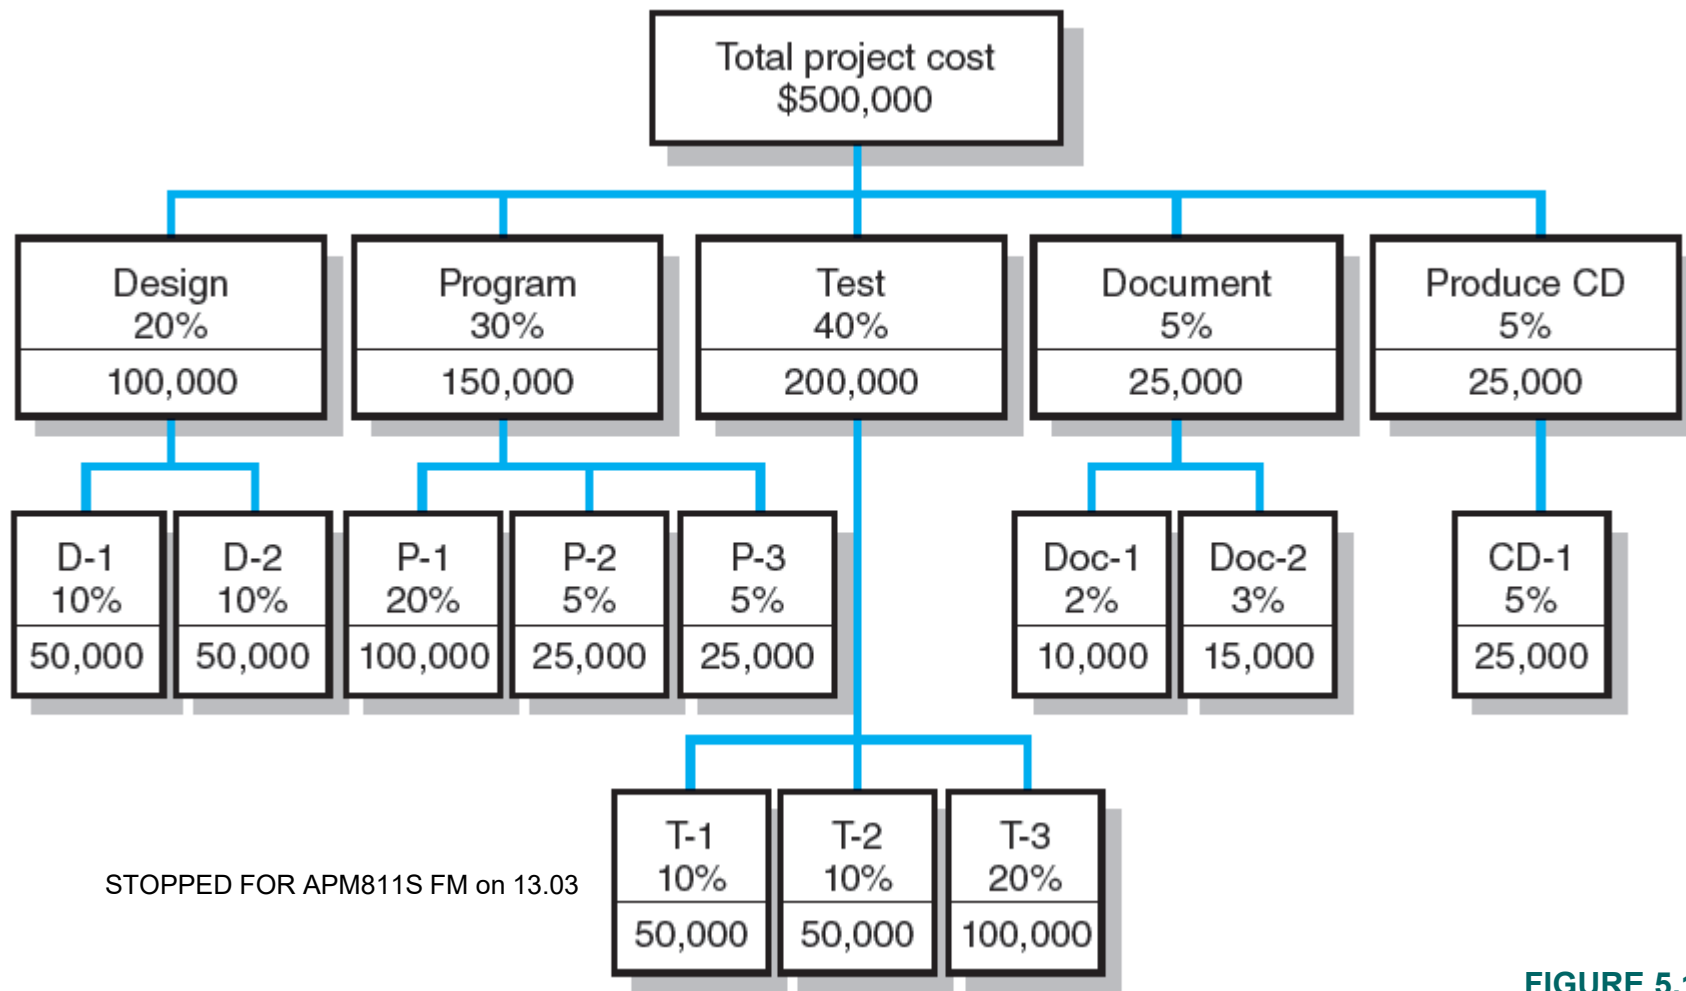 Total project cost
$500,000
Design
20%
100,000
Program
30%
150,000
Test
40%
200,000
Document
5%
25,000
Produce CD
5%
25,000
D-1
10%
50,000
D-2
10%
50,000
P-1
20%
100,000
P-2
5%
25,000
P-3
5%
25,000
Doc-1
2%
10,000
Doc-2
3%
15,000
CD-1
5%
25,000
T-1
10%
50,000
T-2
10%
50,000
T-3
20%
100,000
STOPPED FOR APM811S FM on 13.03
FIGURE 5.